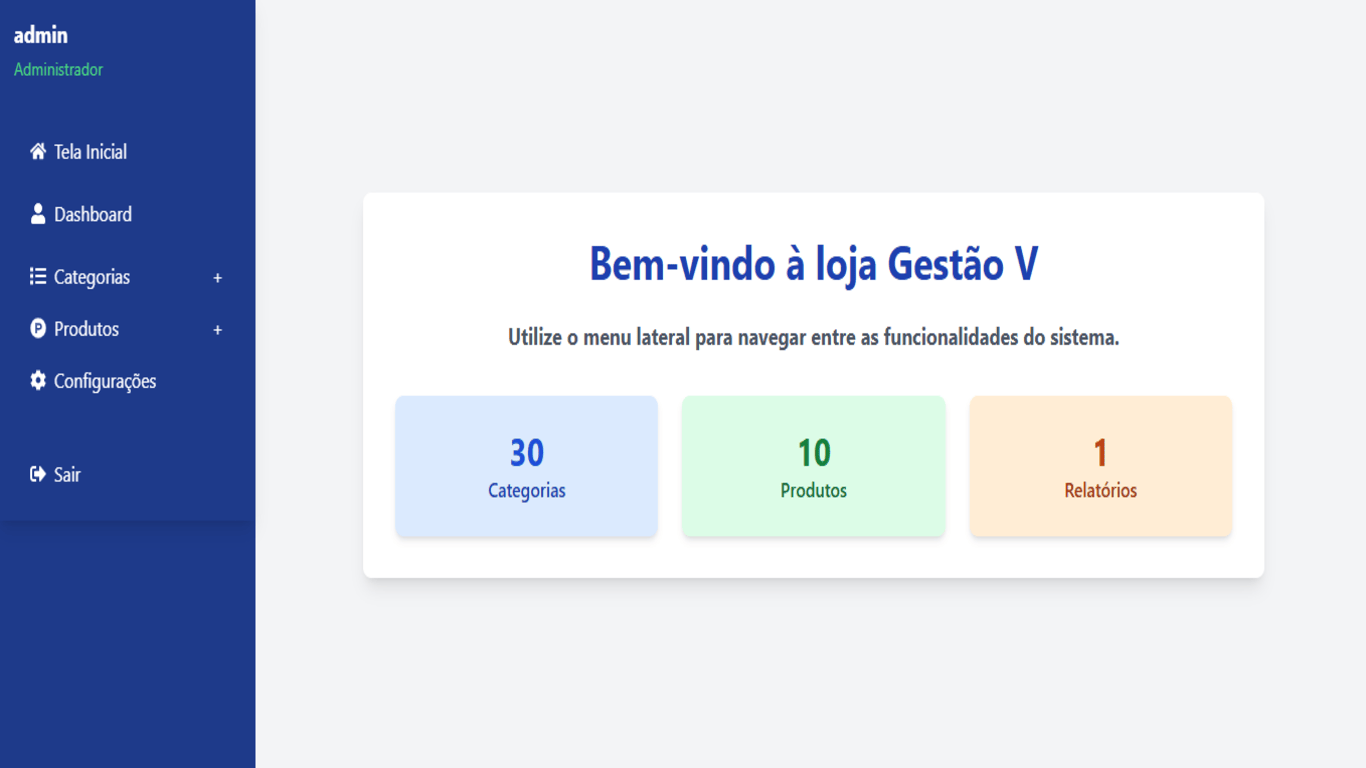 admin
Administrador
Tela Inicial
Dashboard
Categorias +
Produtos +
Configurações
Sair
Bem-vindo à loja Gestão V
Utilize o menu lateral para navegar entre as funcionalidades do sistema.
30
Categorias
10
Produtos
1
Relatórios